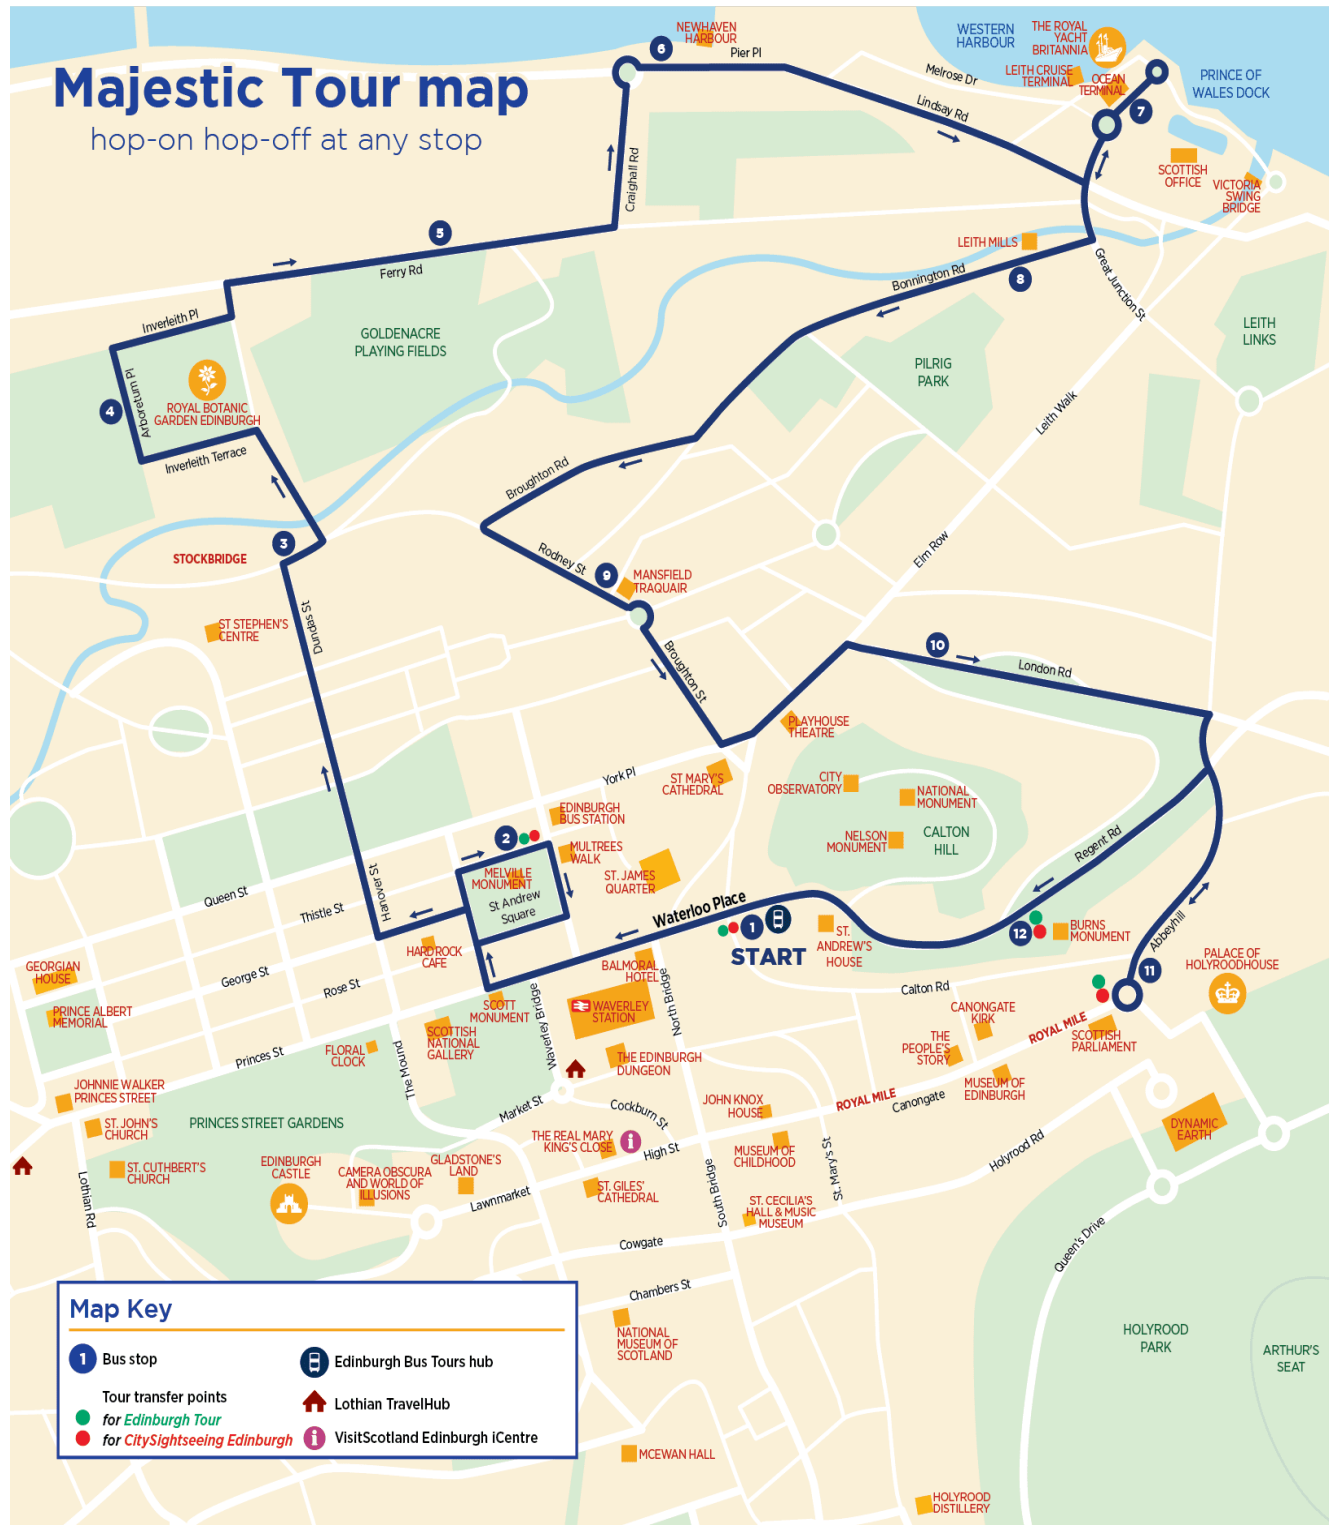 Majestic Tour map
hop-on hop-off at any stop
NEWHAVEN
HARBOUR
6
Pier Pl
WESTERN
HARBOUR
THE ROYAL
YACHT
BRITANNIA
LEITH CRUISE
TERMINAL
OCEAN
TERMINAL
PRINCE OF
WALES DOCK
Melrose Dr
Lindsay Rd
7
SCOTTISH
OFFICE
VICTORIA
SWING
BRIDGE
Craighall Rd
5
Ferry Rd
LEITH MILLS
Bonnington Rd
8
Great Junction St
Inverleith Pl
GOLDENACRE
PLAYING FIELDS
LEITH
LINKS
PILRIG
PARK
4
Arboretum Pl
ROYAL BOTANIC
GARDEN EDINBURGH
Inverleith Terrace
Leith Walk
Broughton Rd
3
STOCKBRIDGE
Rodney St
9
MANSFIELD
TRAQUAIR
Elm Row
ST STEPHEN'S
CENTRE
Dundas St
Broughton St
10
London Rd
PLAYHOUSE
THEATRE
York Pl
ST MARY'S
CATHEDRAL
CITY
OBSERVATORY
NATIONAL
MONUMENT
NELSON
MONUMENT
CALTON
HILL
EDINBURGH
BUS STATION
2
MULTREES
WALK
MELVILLE
MONUMENT
St Andrew
Square
ST. JAMES
QUARTER
Regent Rd
Queen St
Thistle St
Hanover St
Waterloo Place
1
START
ST.
ANDREW'S
HOUSE
12
BURNS
MONUMENT
Abbeyhill
HARD ROCK
CAFE
BALMORAL
HOTEL
11
PALACE OF
HOLYROODHOUSE
GEORGIAN
HOUSE
George St
Rose St
PRINCE ALBERT
MEMORIAL
SCOTT
MONUMENT
Waverley Bridge
WAVERLEY
STATION
North Bridge
Calton Rd
CANONGATE
KIRK
ROYAL MILE
SCOTTISH
PARLIAMENT
SCOTTISH
NATIONAL
GALLERY
FLORAL
CLOCK
Princes St
The Mound
THE EDINBURGH
DUNGEON
THE
PEOPLE'S
STORY
MUSEUM OF
EDINBURGH
JOHNNIE WALKER
PRINCES STREET
Market St
Cockburn St
JOHN KNOX
HOUSE
ROYAL MILE
Canongate
ST. JOHN'S
CHURCH
PRINCES STREET GARDENS
THE REAL MARY
KING'S CLOSE
High St
MUSEUM OF
CHILDHOOD
Holyrood Rd
DYNAMIC
EARTH
ST. CUTHBERT'S
CHURCH
EDINBURGH
CASTLE
CAMERA OBSCURA
AND WORLD OF
ILLUSIONS
GLADSTONE'S
LAND
Lawnmarket
ST. GILES'
CATHEDRAL
South Bridge
St. Mary's St
ST. CECILIA'S
HALL & MUSIC
MUSEUM
Lothian Rd
Cowgate
Queen's Drive
Chambers St
NATIONAL
MUSEUM OF
SCOTLAND
HOLYROOD
PARK
ARTHUR'S
SEAT
MCEWAN HALL
HOLYROOD
DISTILLERY
Map Key
1 Bus stop
Edinburgh Bus Tours hub
Tour transfer points
for Edinburgh Tour
for CitySightseeing Edinburgh
Lothian TravelHub
VisitScotland Edinburgh iCentre